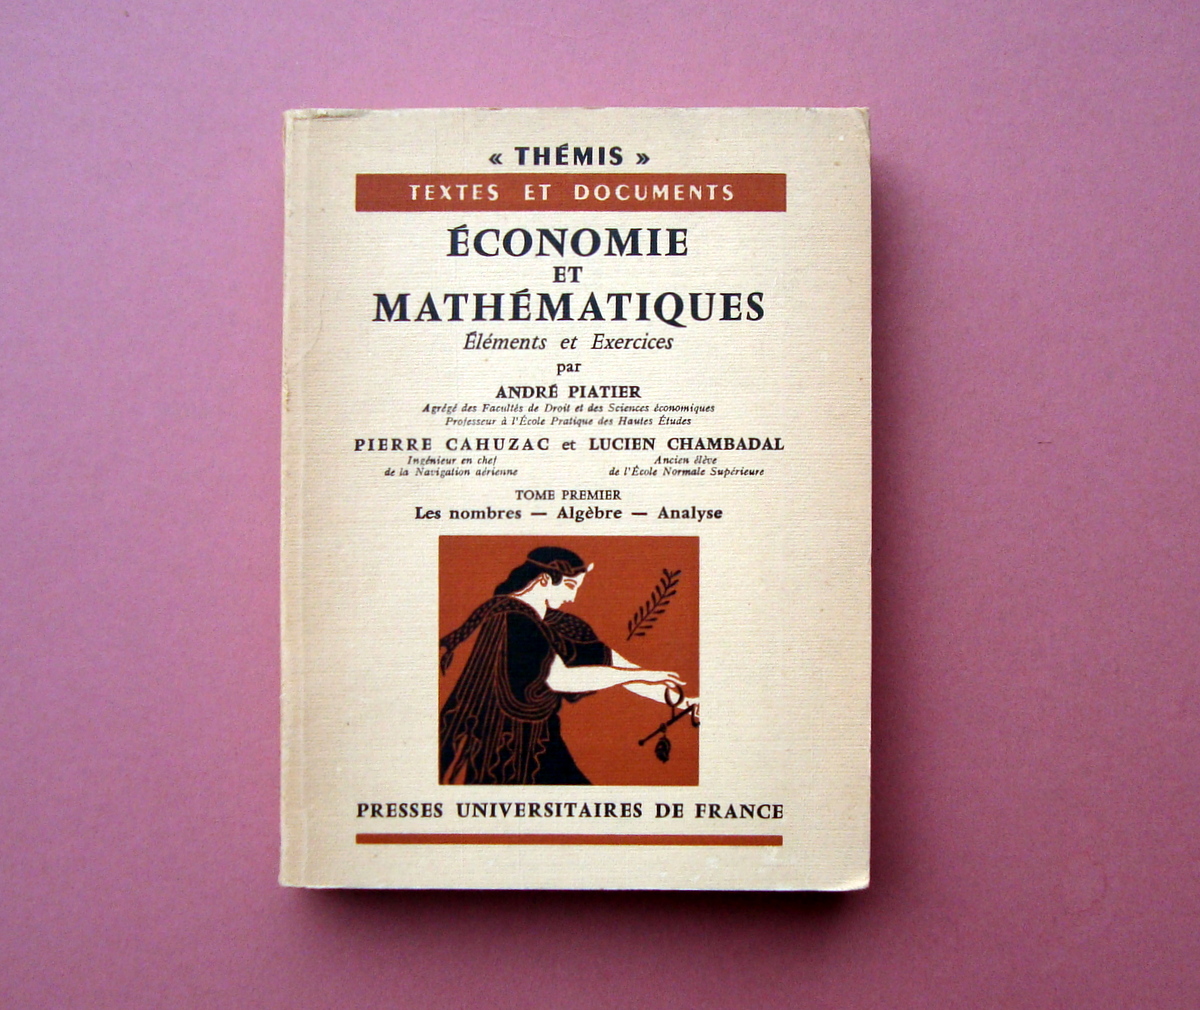 « THÉMIS »
TEXTES ET DOCUMENTS
ÉCONOMIE
ET
MATHÉMATIQUES
Éléments et Exercices
par
ANDRÉ PIATIER
Agrégé des Facultés de Droit et des Sciences économiques
Professeur à l'École Pratique des Hautes Études
PIERRE CAHUZAC et LUCIEN CHAMBADAL
Ingénieur en chef
de la Navigation aérienne
Ancien élève
de l'École Normale Supérieure
TOME PREMIER
Les nombres — Algèbre — Analyse
PRESSES UNIVERSITAIRES DE FRANCE